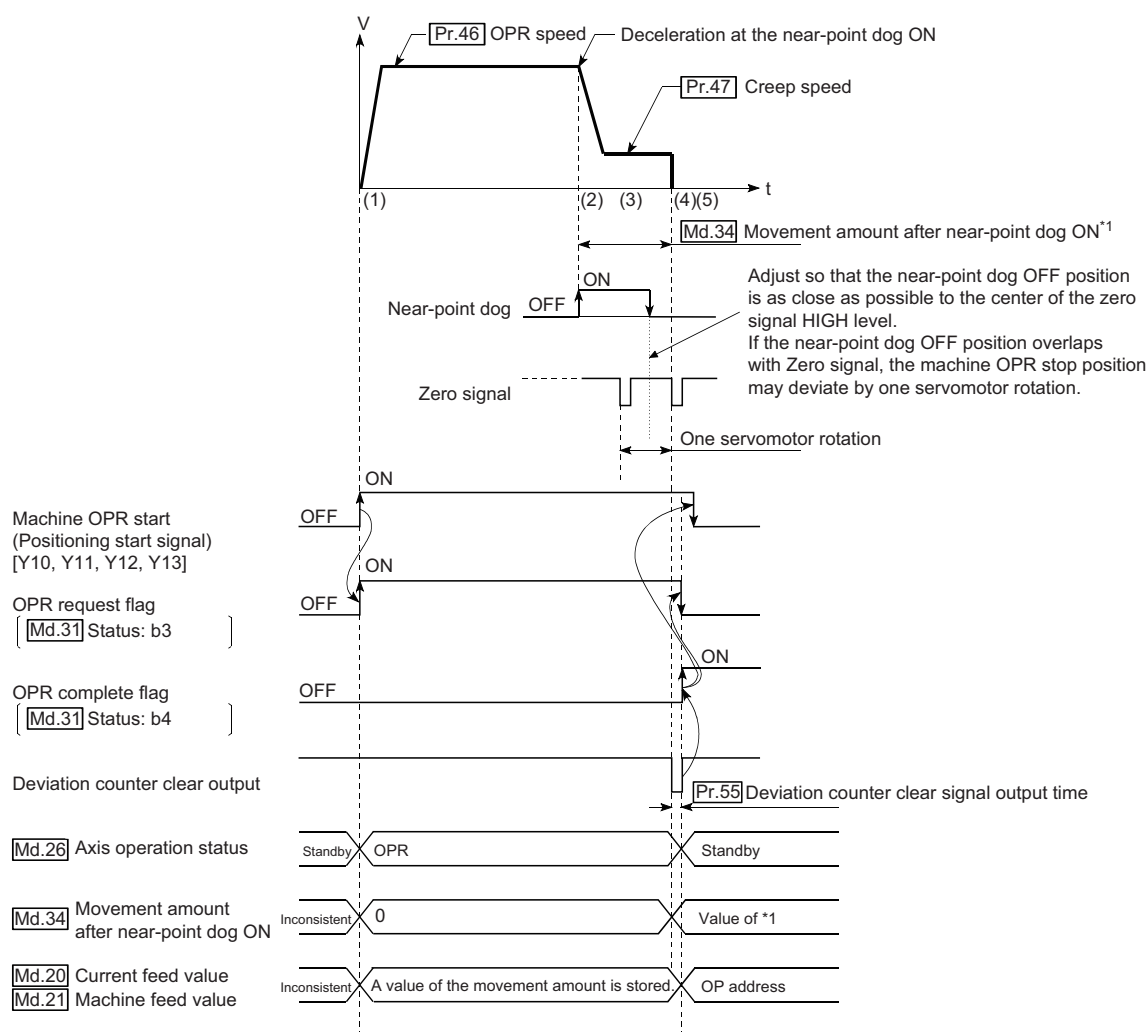 V
Pr.46 OPR speed
Deceleration at the near-point dog ON
Pr.47 Creep speed
t
(1)
(2)
(3)
(4)(5)
Md.34 Movement amount after near-point dog ON*1
Near-point dog
OFF
ON
Adjust so that the near-point dog OFF position
is as close as possible to the center of the zero
signal HIGH level.
If the near-point dog OFF position overlaps
with Zero signal, the machine OPR stop position
may deviate by one servomotor rotation.
Zero signal
One servomotor rotation
ON
OFF
Machine OPR start
(Positioning start signal)
[Y10, Y11, Y12, Y13]
ON
OFF
OPR request flag
[ Md.31 Status: b3 ]
ON
OFF
OPR complete flag
[ Md.31 Status: b4 ]
Deviation counter clear output
Pr.55 Deviation counter clear signal output time
Md.26 Axis operation status
Standby
OPR
Standby
Md.34 Movement amount
after near-point dog ON
Inconsistent
0
Value of *1
Md.20 Current feed value
Md.21 Machine feed value
Inconsistent
A value of the movement amount is stored.
OP address